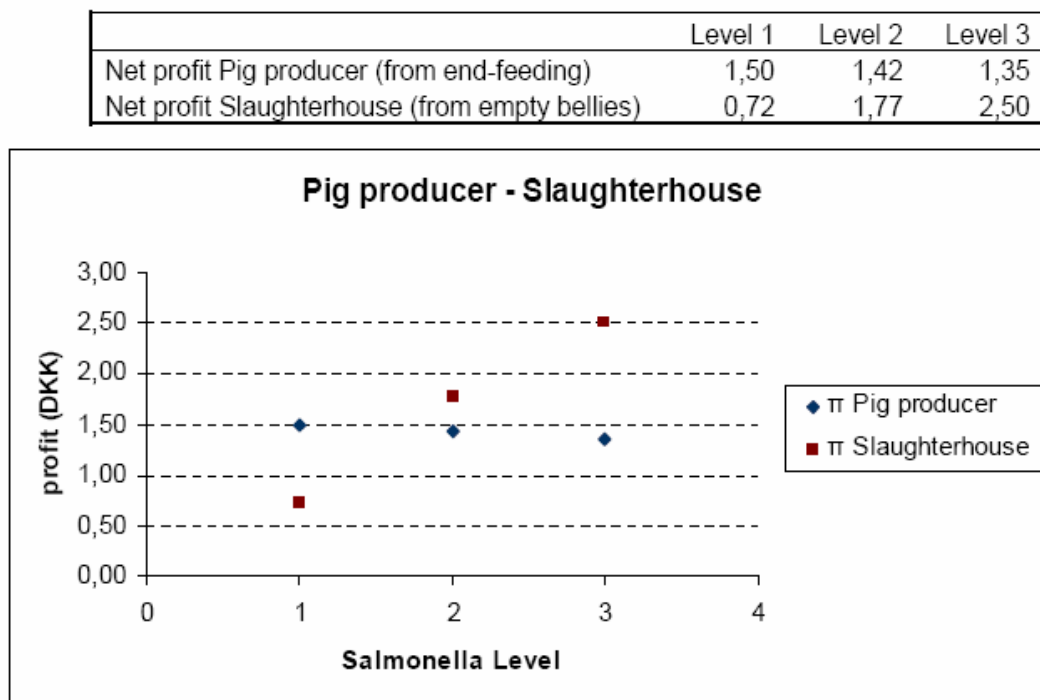 Level 1 Level 2 Level 3
Net profit Pig producer (from end-feeding) 1,50 1,42 1,35
Net profit Slaughterhouse (from empty bellies) 0,72 1,77 2,50
Pig producer - Slaughterhouse
3,00
2,50
2,00
1,50
1,00
0,50
0,00
profit (DKK)
0 1 2 3 4
Salmonella Level
π Pig producer
π Slaughterhouse